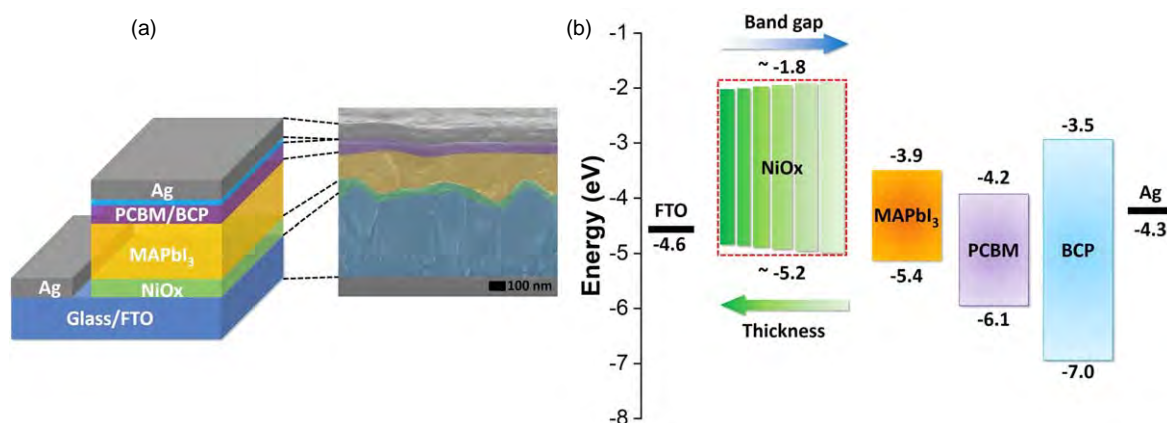 (a)
Ag
PCBM/BCP
MAPbI₃
NiOx
Ag
Glass/FTO
100 nm
(b)
Energy (eV)
-1
-2
-3
-4
-5
-6
-7
-8
Band gap
~ -1.8
NiOx
~ -5.2
Thickness
FTO
-4.6
-3.9
MAPbI₃
-5.4
-4.2
PCBM
-6.1
-3.5
BCP
-7.0
Ag
-4.3